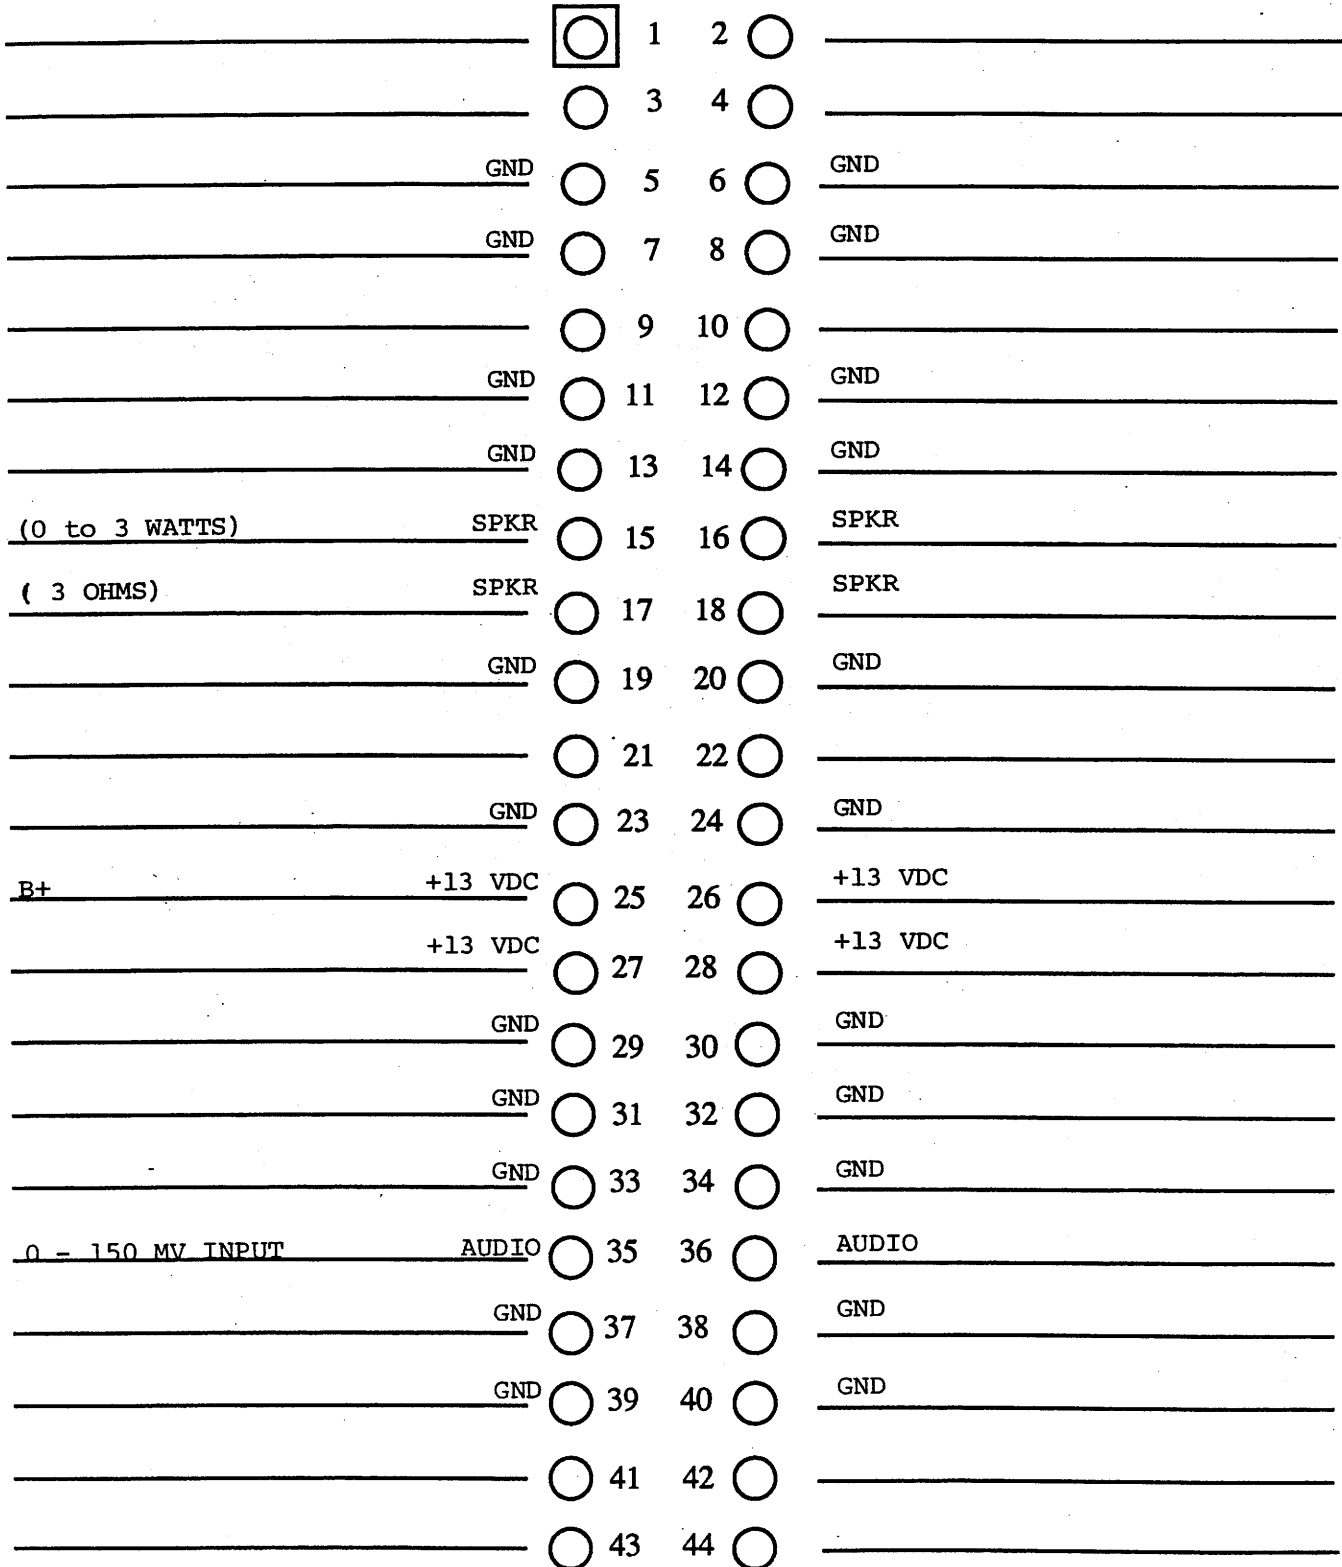 1 2
3 4
GND 5 6 GND
GND 7 8 GND
9 10
GND 11 12 GND
GND 13 14 GND
(0 to 3 WATTS) SPKR 15 16 SPKR
( 3 OHMS) SPKR 17 18 SPKR
GND 19 20 GND
21 22
GND 23 24 GND
B+ +13 VDC 25 26 +13 VDC
+13 VDC 27 28 +13 VDC
GND 29 30 GND
GND 31 32 GND
GND 33 34 GND
0 - 150 MV INPUT AUDIO 35 36 AUDIO
GND 37 38 GND
GND 39 40 GND
41 42
43 44